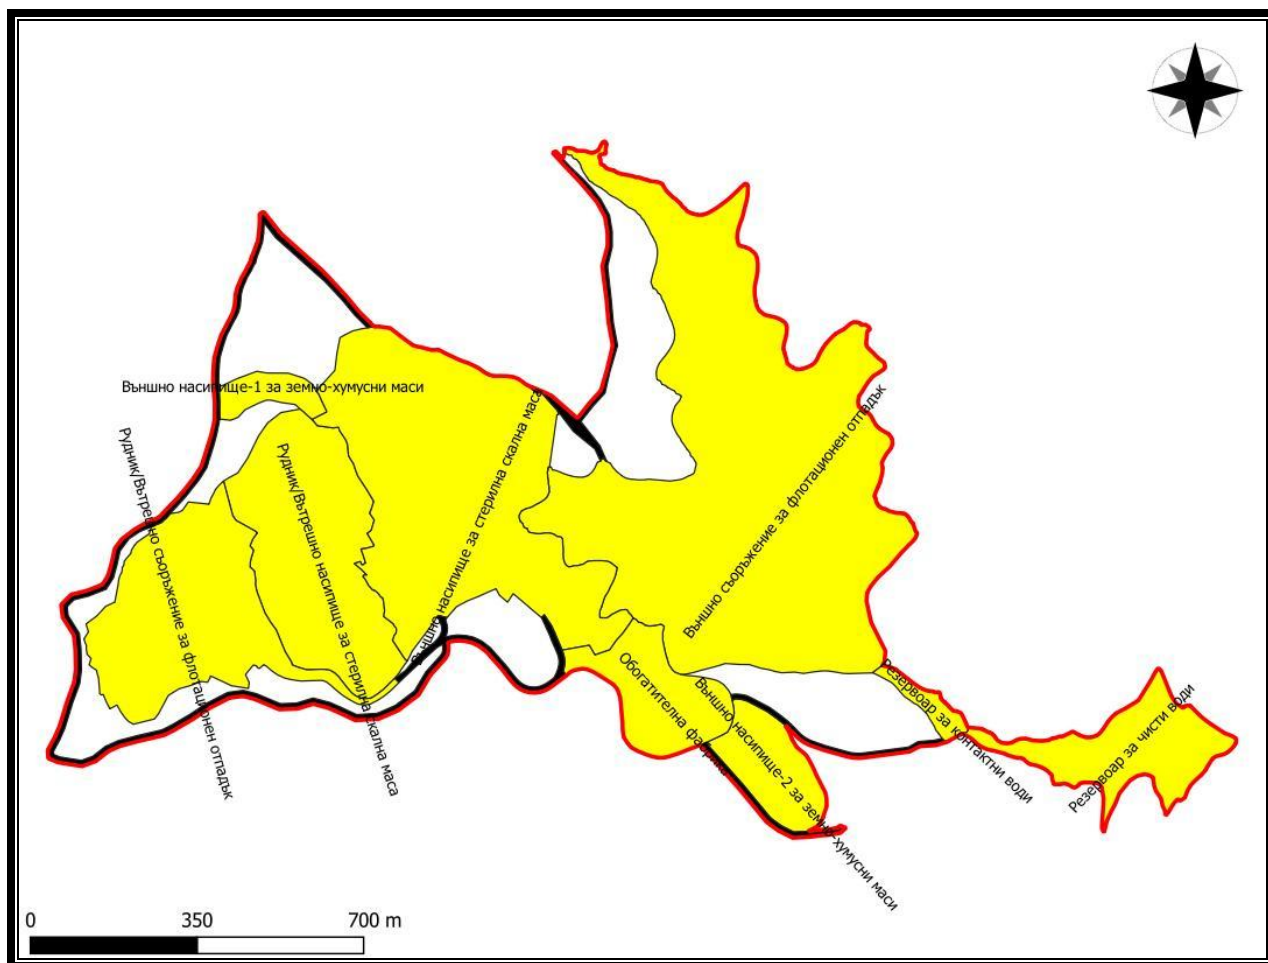 Външно насипище-1 за земно-хумусни маси
Рудник/Вътрешно съоръжение за флотационен отпадък
Рудник/Вътрешно насипище за стерилна скална маса
Външно насипище за стерилна скална маса
Външно съоръжение за флотационен отпадък
Обогатителна фабрика
Външно насипище-2 за земно-хумусни маси
Резервоар за контактни води
Резервоар за чисти води
0 350 700 m